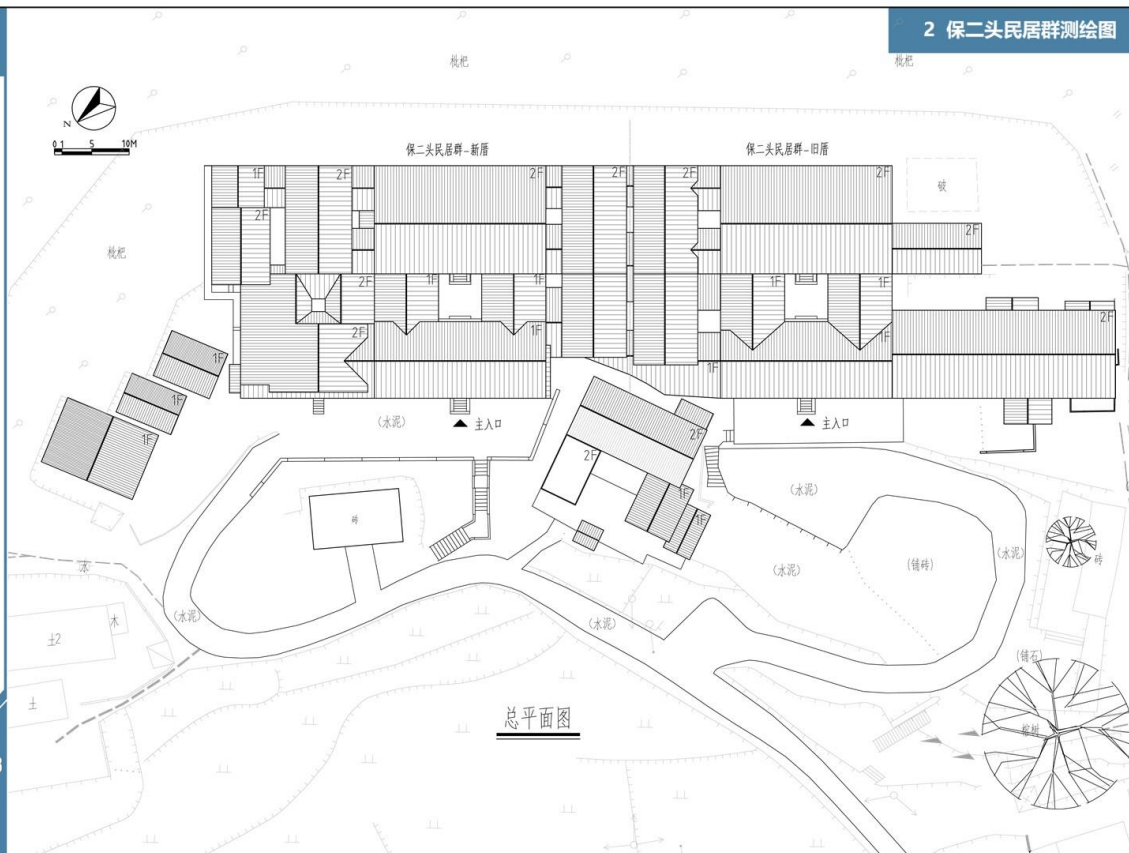 2 保二头民居群测绘图
枇杷
枇杷
N
0 1 5 10M
保二头民居群-新厝
保二头民居群-旧厝
1F
2F
2F
2F
2F
2F
破
2F
2F
枇杷
2F
1F
1F
1F
1F
2F
1F
1F
2F
1F
1F
1F
1F
(水泥)
主入口
主入口
2F
2F
1F
1F
砖
(水泥)
(水泥)
(铺砖)
(水泥)
砖
木
(水泥)
(水泥)
土2
木
(铺石)
土
总平面图
榕树
3